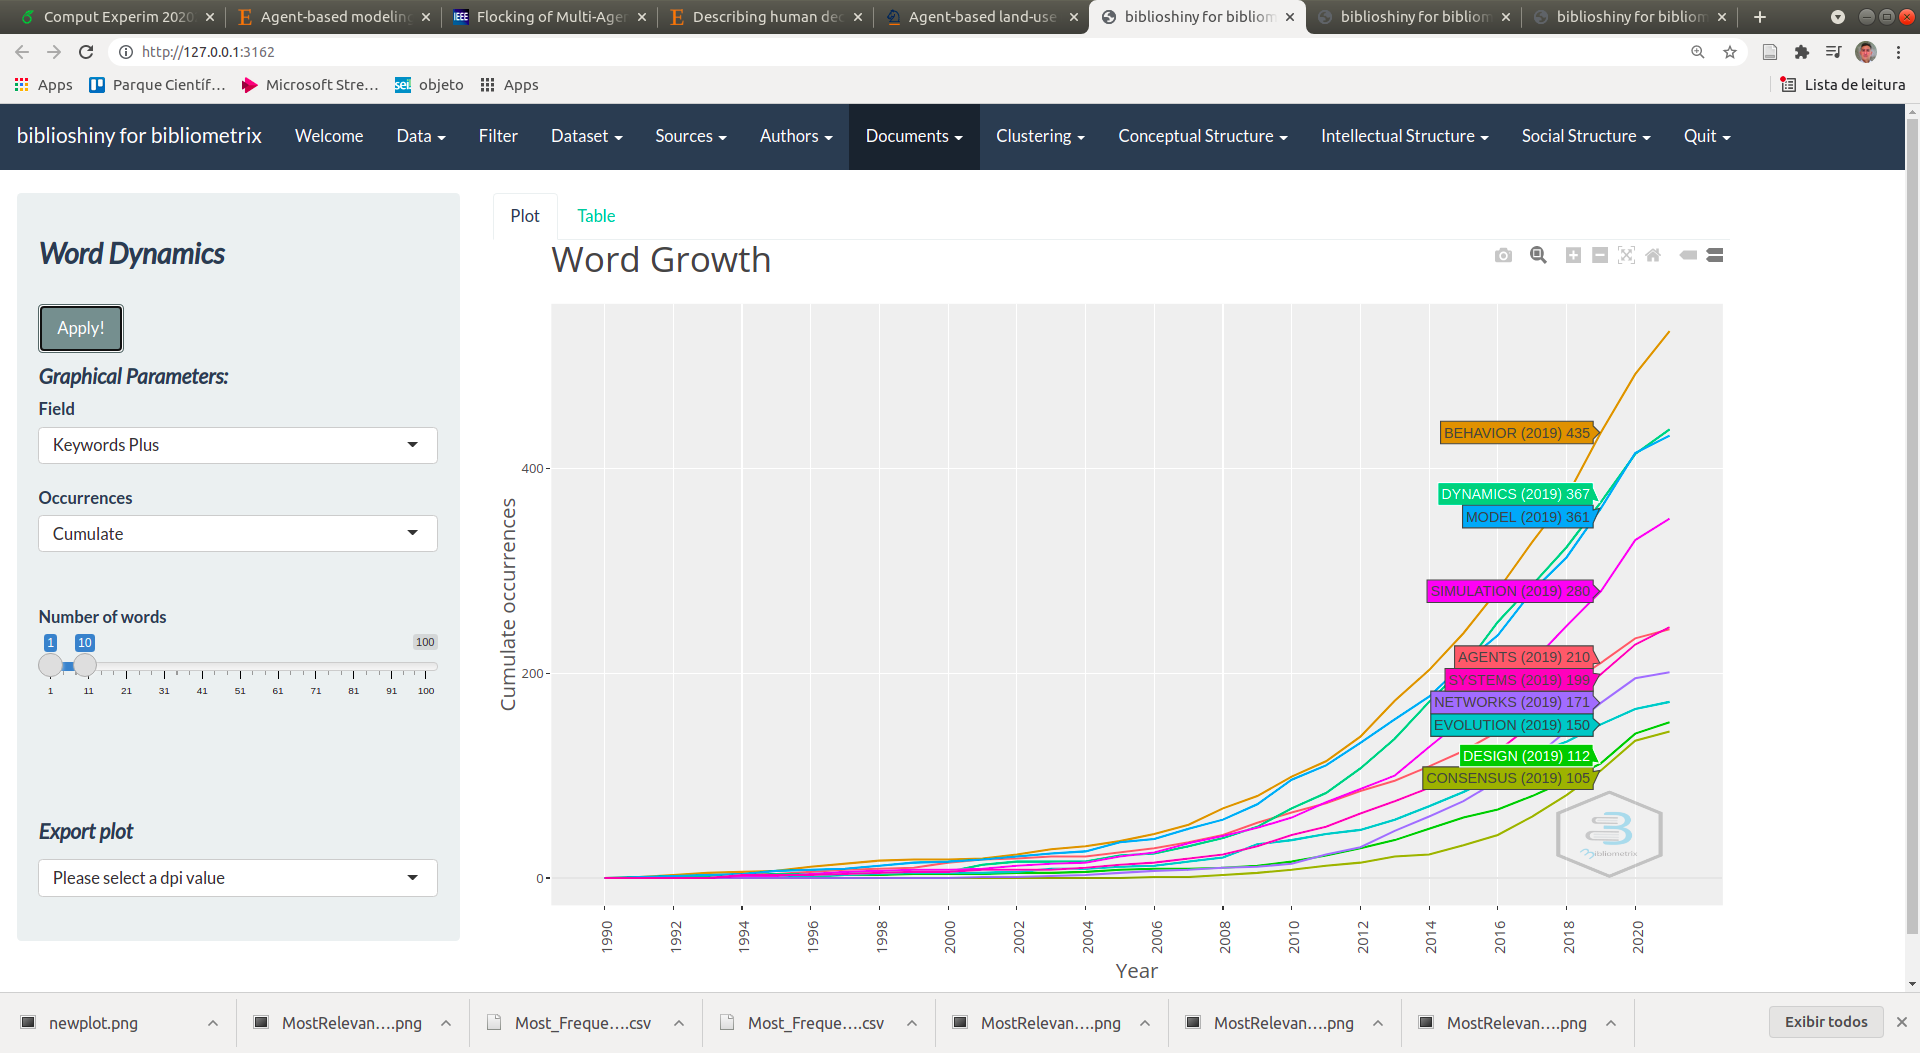 Comput Experim 2020
Agent-based modeling
Flocking of Multi-Agen
Describing human dec
Agent-based land-use
biblioshiny for bibliom
biblioshiny for bibliom
biblioshiny for bibliom
http://127.0.0.1:3162
Apps
Parque Científ…
Microsoft Stre…
objeto
Apps
Lista de leitura
biblioshiny for bibliometrix
Welcome
Data
Filter
Dataset
Sources
Authors
Documents
Clustering
Conceptual Structure
Intellectual Structure
Social Structure
Quit
Word Dynamics
Apply!
Graphical Parameters:
Field
Keywords Plus
Occurrences
Cumulate
Number of words
1
10
100
1
11
21
31
41
51
61
71
81
91
100
Export plot
Please select a dpi value
Plot
Table
Word Growth
Cumulate occurrences
400
200
0
BEHAVIOR (2019) 435
DYNAMICS (2019) 367
MODEL (2019) 361
SIMULATION (2019) 280
AGENTS (2019) 210
SYSTEMS (2019) 199
NETWORKS (2019) 171
EVOLUTION (2019) 150
DESIGN (2019) 112
CONSENSUS (2019) 105
Bibliometrix
1990
1992
1994
1996
1998
2000
2002
2004
2006
2008
2010
2012
2014
2016
2018
2020
Year
newplot.png
MostRelevan….png
Most_Freque….csv
Most_Freque….csv
MostRelevan….png
MostRelevan….png
MostRelevan….png
Exibir todos